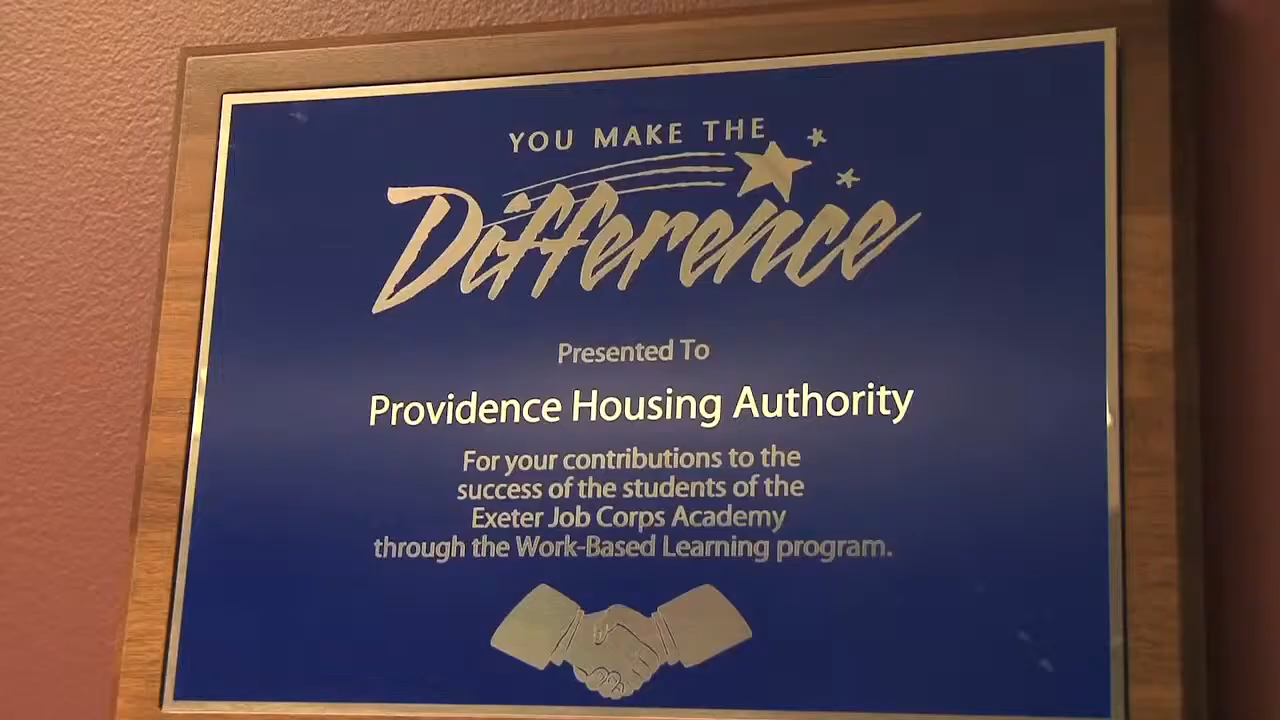 YOU MAKE THE
Difference
Presented To
Providence Housing Authority
For your contributions to the
success of the students of the
Exeter Job Corps Academy
through the Work-Based Learning program.